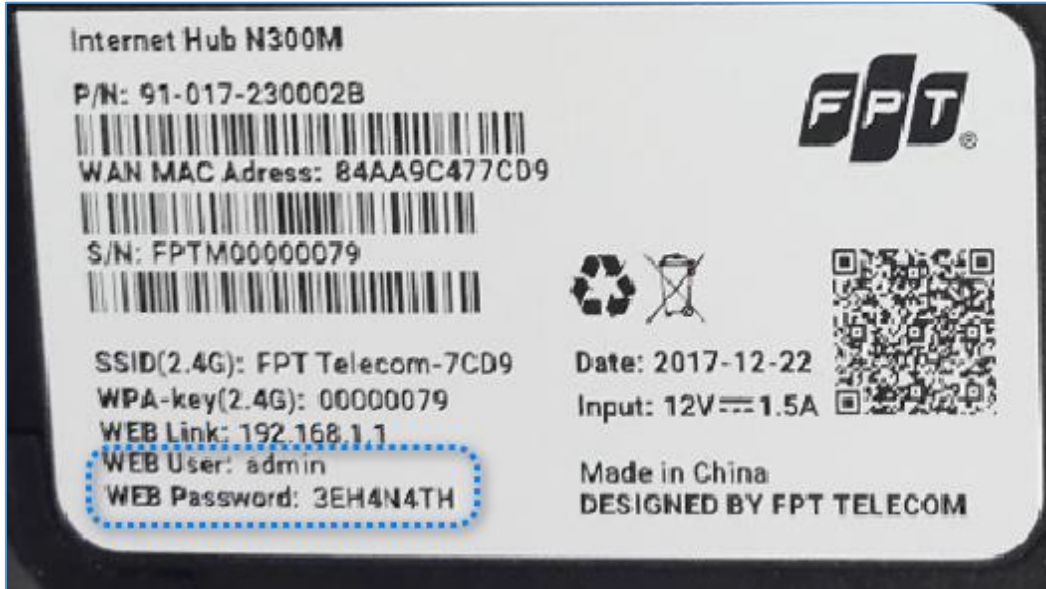 Internet Hub N300M
P/N: 91-017-230002B
WAN MAC Adress: 84AA9C477CD9
S/N: FPTM00000079
FPT®
SSID(2.4G): FPT Telecom-7CD9
WPA-key(2.4G): 00000079
WEB Link: 192.168.1.1
WEB User: admin
WEB Password: 3EH4N4TH
Date: 2017-12-22
Input: 12V⎓1.5A
Made in China
DESIGNED BY FPT TELECOM